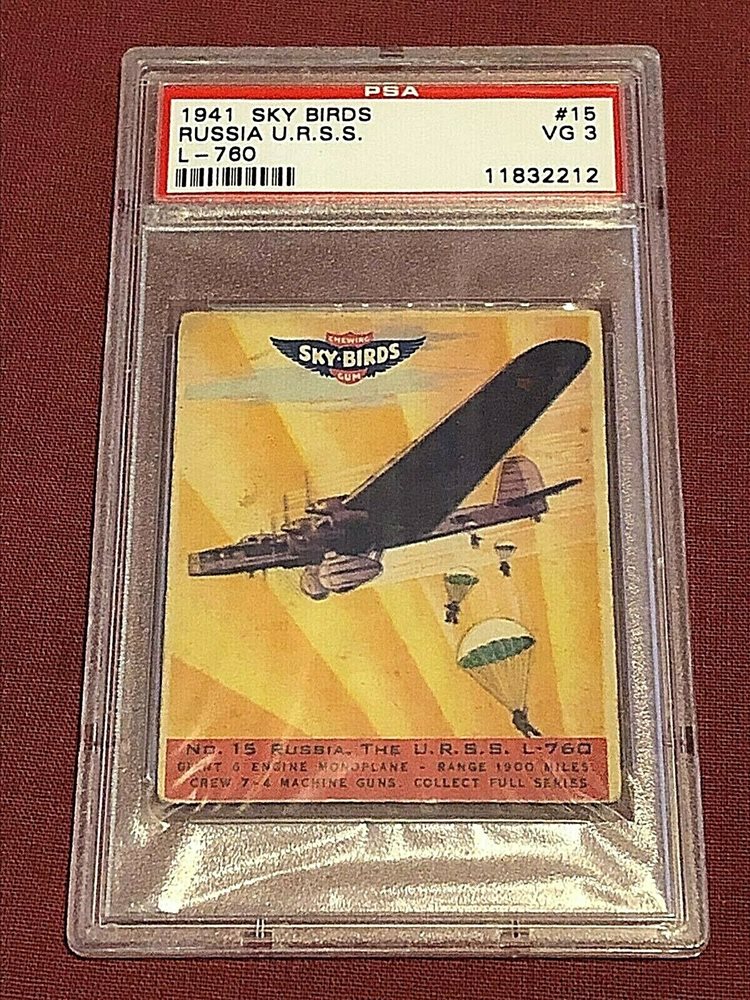 PSA
1941 SKY BIRDS #15
RUSSIA U.R.S.S. VG 3
L-760
11832212
CHEWING
SKY-BIRDS
GUM
NO. 15 RUSSIA. THE U.R.S.S. L-760
GIANT 6 ENGINE MONOPLANE - RANGE 1900 MILES.
CREW 7-4 MACHINE GUNS. COLLECT FULL SERIES